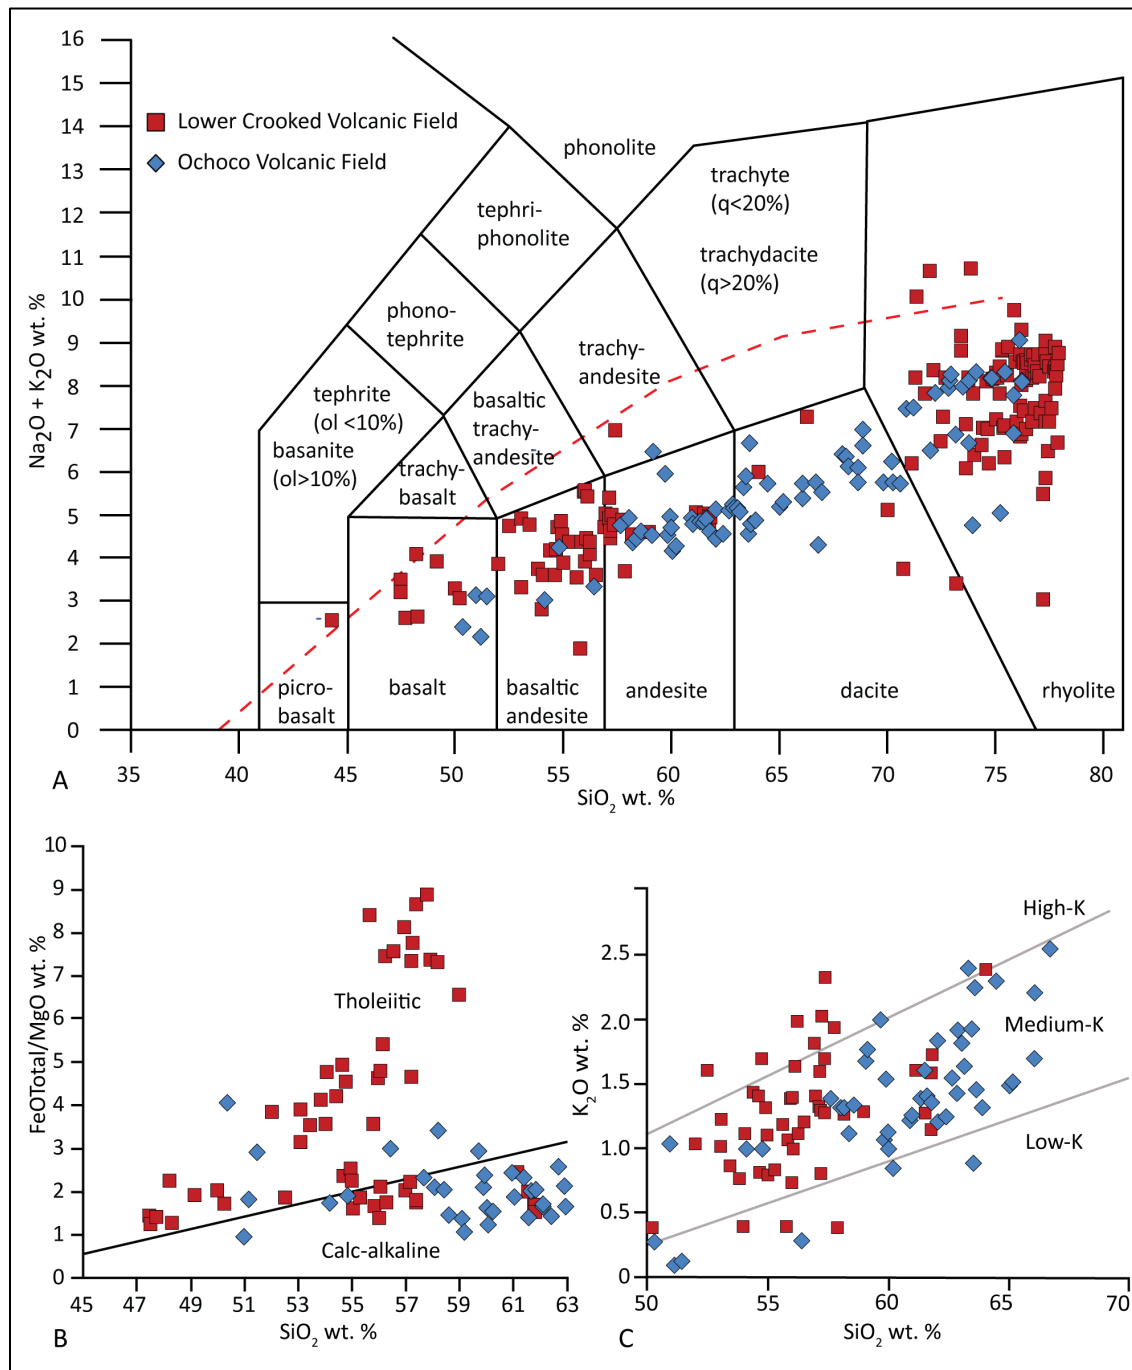 16
15
14
13
12
11
10
9
8
7
6
5
4
3
2
1
0
Na₂O + K₂O wt. %
Lower Crooked Volcanic Field
Ochoco Volcanic Field
phonolite
trachyte
(q<20%)
trachydacite
(q>20%)
tephri-
phonolite
phono-
tephrite
trachy-
andesite
tephrite
(ol <10%)
basanite
(ol>10%)
basaltic
trachy-
andesite
trachy-
basalt
picro-
basalt
basalt
basaltic
andesite
andesite
dacite
rhyolite
35 40 45 50 55 60 65 70 75 80
A
SiO₂ wt. %
10
9
8
7
6
5
4
3
2
1
0
FeOTotal/MgO wt. %
Tholeiitic
Calc-alkaline
45 47 49 51 53 55 57 59 61 63
B
SiO₂ wt. %
2.5
2.0
1.5
1.0
0.5
0
K₂O wt. %
High-K
Medium-K
Low-K
50 55 60 65 70
C
SiO₂ wt. %